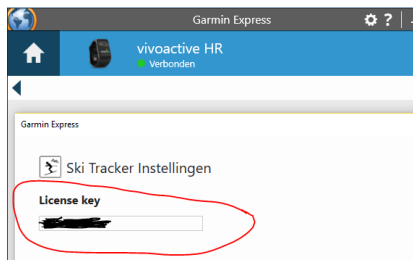 Garmin Express
?
vivoactive HR
Verbonden
Garmin Express
Ski Tracker Instellingen
License key